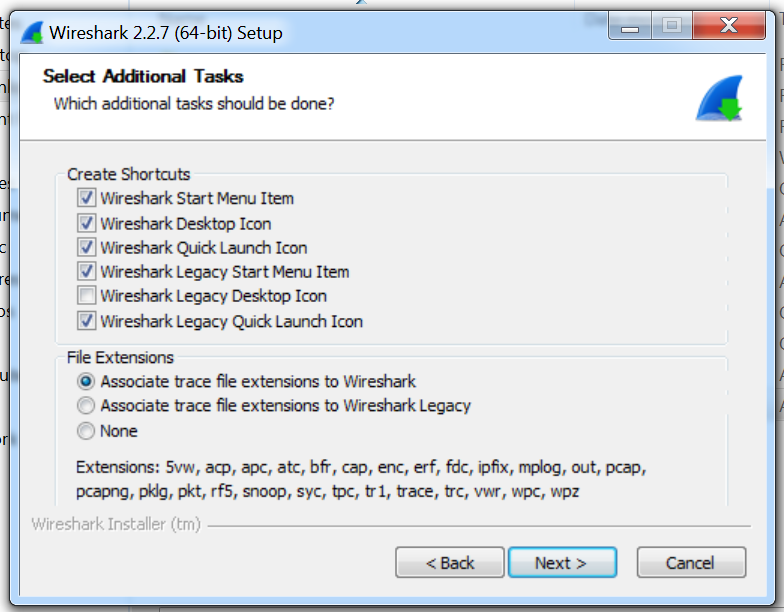 Wireshark 2.2.7 (64-bit) Setup
Select Additional Tasks
Which additional tasks should be done?
Create Shortcuts
Wireshark Start Menu Item
Wireshark Desktop Icon
Wireshark Quick Launch Icon
Wireshark Legacy Start Menu Item
Wireshark Legacy Desktop Icon
Wireshark Legacy Quick Launch Icon
File Extensions
Associate trace file extensions to Wireshark
Associate trace file extensions to Wireshark Legacy
None
Extensions: 5vw, acp, apc, atc, bfr, cap, enc, erf, fdc, ipfix, mplog, out, pcap,
pcapng, pklg, pkt, rf5, snoop, syc, tpc, tr1, trace, trc, vwr, wpc, wpz
Wireshark Installer (tm)
< Back Next > Cancel